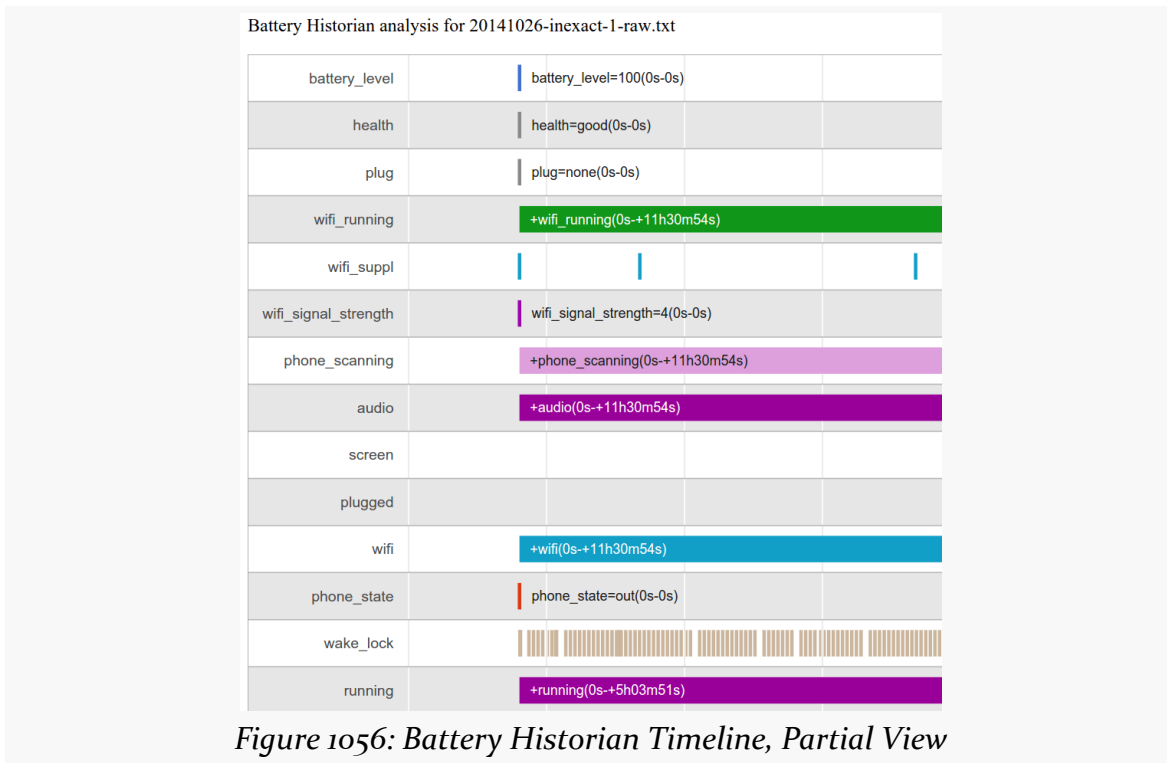 Battery Historian analysis for 20141026-inexact-1-raw.txt
battery_level battery_level=100(0s-0s)
health health=good(0s-0s)
plug plug=none(0s-0s)
wifi_running +wifi_running(0s-+11h30m54s)
wifi_suppl
wifi_signal_strength wifi_signal_strength=4(0s-0s)
phone_scanning +phone_scanning(0s-+11h30m54s)
audio +audio(0s-+11h30m54s)
screen
plugged
wifi +wifi(0s-+11h30m54s)
phone_state phone_state=out(0s-0s)
wake_lock
running +running(0s-+5h03m51s)
Figure 1056: Battery Historian Timeline, Partial View